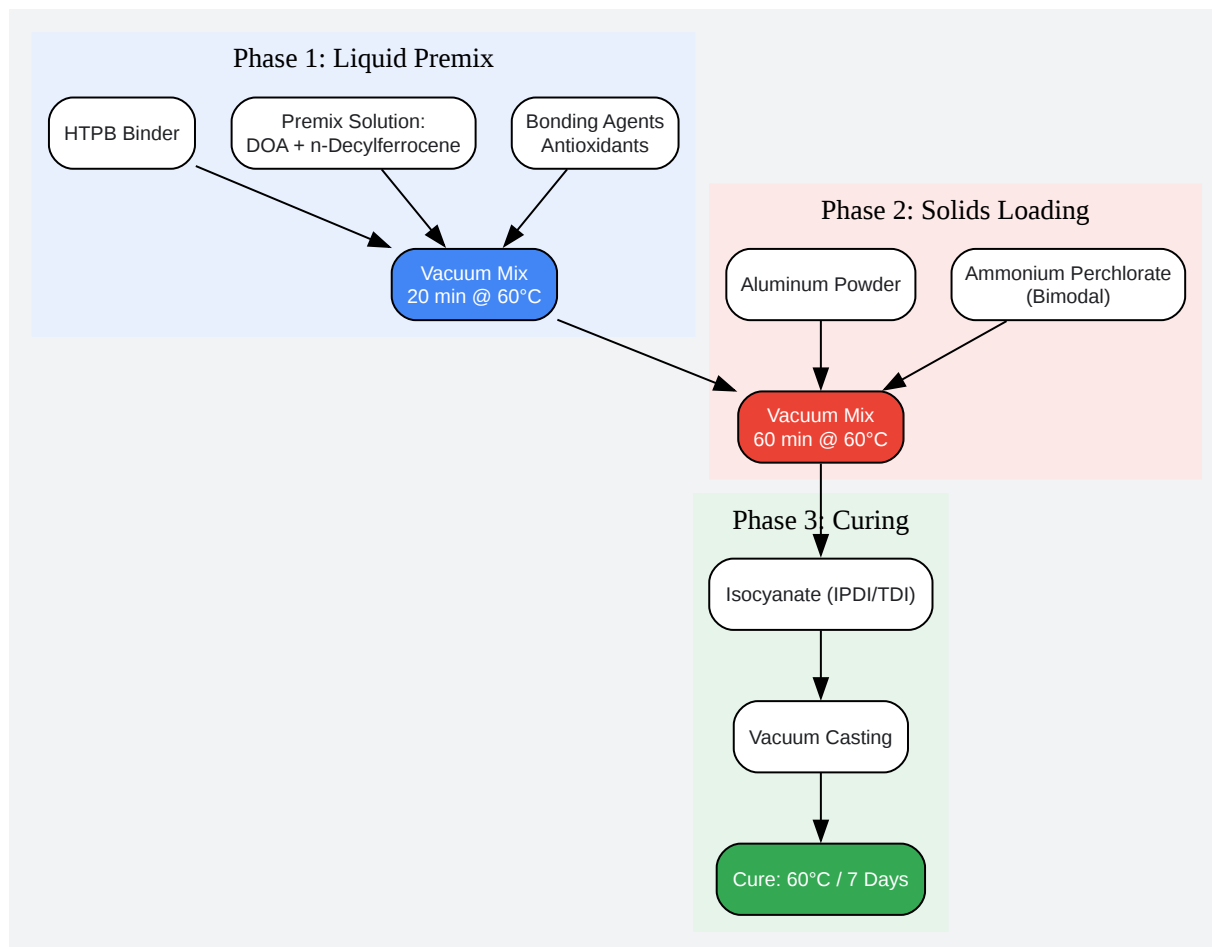 Phase 1: Liquid Premix
HTPB Binder
Premix Solution:
DOA + n-Decylferrocene
Bonding Agents
Antioxidants
Vacuum Mix
20 min @ 60°C
Phase 2: Solids Loading
Aluminum Powder
Ammonium Perchlorate
(Bimodal)
Vacuum Mix
60 min @ 60°C
Phase 3: Curing
Isocyanate (IPDI/TDI)
Vacuum Casting
Cure: 60°C / 7 Days